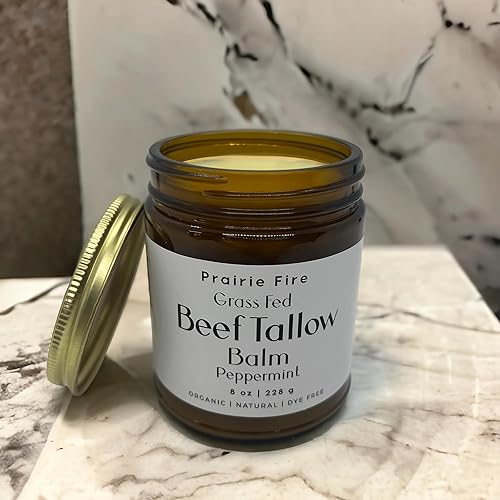 Prairie Fire
Grass Fed
Beef Tallow
Balm
Peppermint
8 oz | 228 g
ORGANIC | NATURAL | DYE FREE